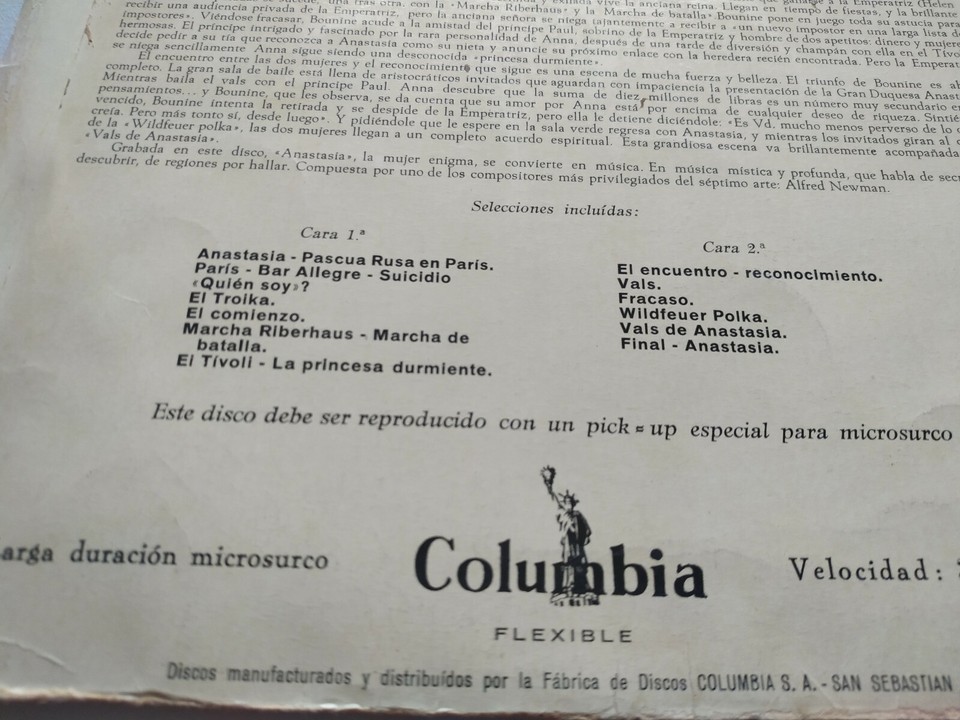 recibir una audiencia privada de la Emperatriz, pero la anciana señora se niega tajantemente a recibir a «un nuevo impostor en una larga lista de
impostores». Viéndose fracasar, Bounine acude a la amistad del príncipe Paul, sobrino de la Emperatriz y hombre de dos apetitos: dinero y mujeres
hermosas. El príncipe intrigado y fascinado por la rara personalidad de Anna, después de una tarde de diversión y champán con ella en el Tívo
decide pedir a su tía que reconozca a Anastasia como su nieta y anuncie su próximo enlace con la heredera recién encontrada. Pero la Emperat
se niega sencillamente Anna sigue siendo una desconocida «princesa durmiente».
El encuentro entre las dos mujeres y el reconocimiento que sigue es una escena de mucha fuerza y belleza. El triunfo de Bounine es ab
completo. La gran sala de baile está llena de aristocráticos invitados que aguardan con impaciencia la presentación de la Gran Duquesa Anast
Mientras baila el vals con el príncipe Paul. Anna descubre que la suma de diez millones de libras es un número muy secundario e
pensamientos... y Bounine, que les observa, se da cuenta que su amor por Anna está por encima de cualquier deseo de riqueza. Sintié
vencido, Bounine intenta la retirada y se despide de la Emperatriz, pero ella le detiene diciéndole: «Es Vd. mucho menos perverso de lo
creía. Pero más tonto sí, desde luego». Y pidiéndole que le espere en la sala verde regresa con Anastasia, y mientras los invitados giran al
de la «Wildfeuer polka», las dos mujeres llegan a un completo acuerdo espiritual. Esta grandiosa escena va brillantemente acompañada
«Vals de Anastasia».
Grabada en este disco, «Anastasia», la mujer enigma, se convierte en música. En música mística y profunda, que habla de secr
descubrir, de regiones por hallar. Compuesta por uno de los compositores más privilegiados del séptimo arte: Alfred Newman.
Selecciones incluídas:
Cara 1.ª
Anastasia - Pascua Rusa en París.
París - Bar Allegre - Suicidio
«Quién soy»?
El Troika.
El comienzo.
Marcha Riberhaus - Marcha de
batalla.
El Tívoli - La princesa durmiente.
Cara 2.ª
El encuentro - reconocimiento.
Vals.
Fracaso.
Wildfeuer Polka.
Vals de Anastasia.
Final - Anastasia.
Este disco debe ser reproducido con un pick=up especial para microsurco
arga duración microsurco
Columbia
Velocidad:
FLEXIBLE
Discos manufacturados y distribuídos por la Fábrica de Discos COLUMBIA S. A. - SAN SEBASTIAN